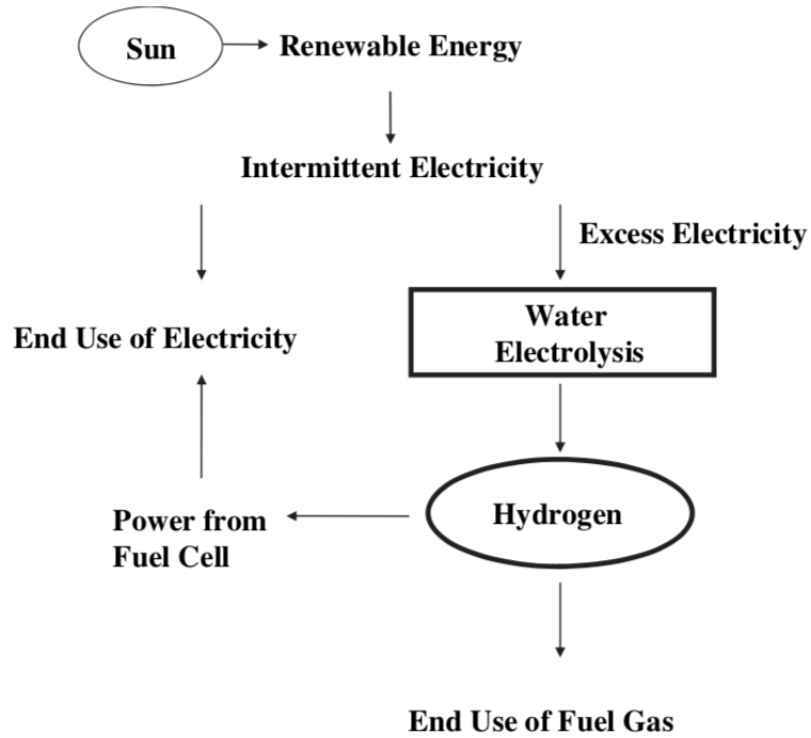 Sun
Renewable Energy
Intermittent Electricity
Excess Electricity
Water
Electrolysis
End Use of Electricity
Hydrogen
Power from
Fuel Cell
End Use of Fuel Gas